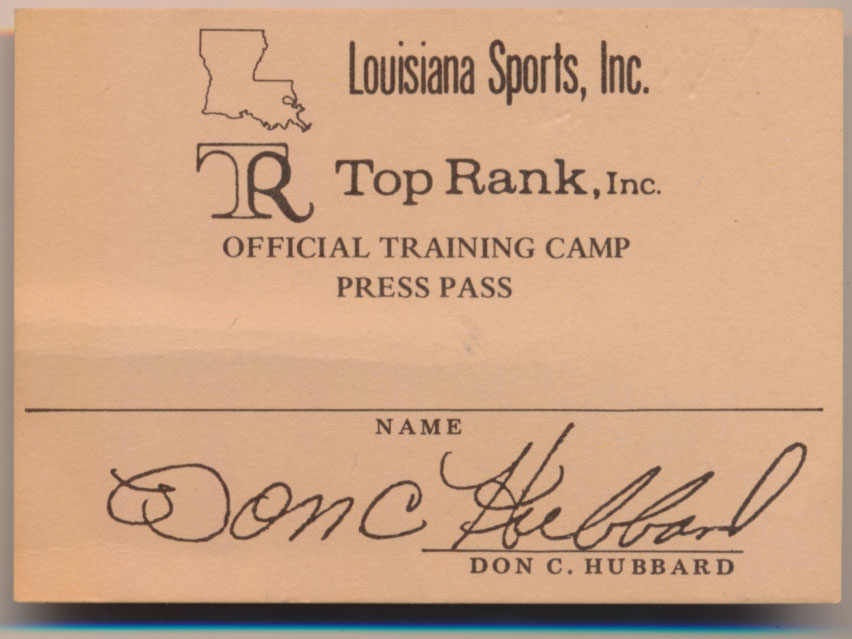 Louisiana Sports, Inc.
TR Top Rank, Inc.
OFFICIAL TRAINING CAMP
PRESS PASS
NAME
Don C Hubbard
DON C. HUBBARD